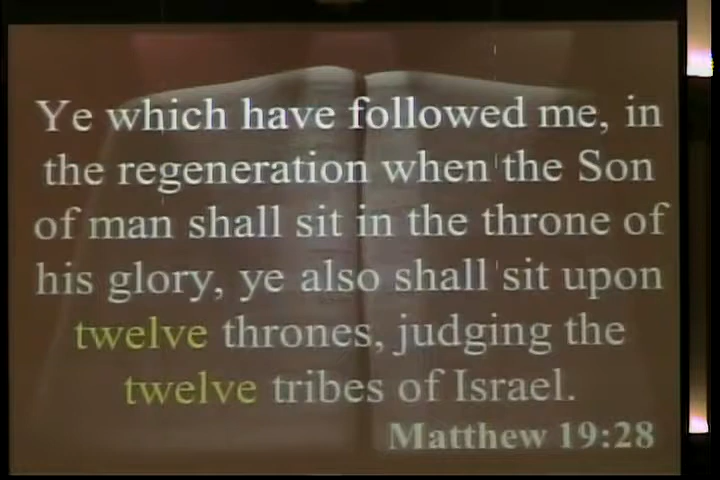 Ye which have followed me, in
the regeneration when the Son
of man shall sit in the throne of
his glory, ye also shall sit upon
twelve thrones, judging the
twelve tribes of Israel.
Matthew 19:28